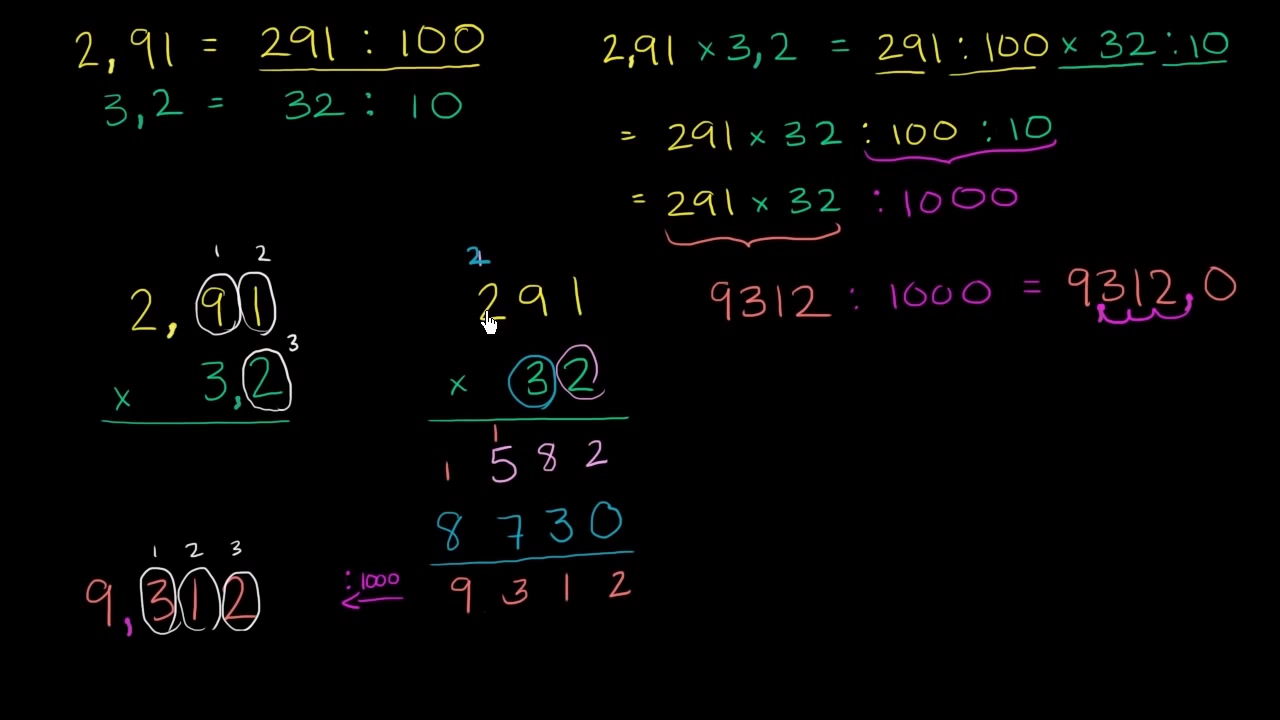 2,91 = 291 : 100
3,2 = 32 : 10
2,91 × 3,2 = 291 : 100 × 32 : 10
= 291 × 32 : 100 : 10
= 291 × 32 : 1000
9312 : 1000 = 9312,0
1 2
2,91
3
× 3,2
9,312
1 2 3
: 1000
2
291
× 32
1
1
582
8730
9312